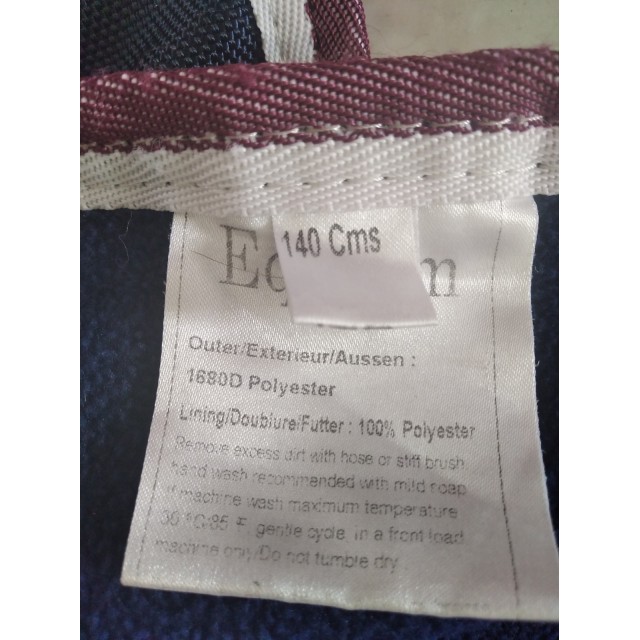 140 Cms
Outer/Exterieur/Aussen :
1680D Polyester
Lining/Doublure/Futter : 100% Polyester
Remove excess dirt with hose or stiff brush
hand wash recommended with mild soap
if machine wash maximum temperature
30 °C/85 °F, gentle cycle, in a front load
machine only/Do not tumble dry